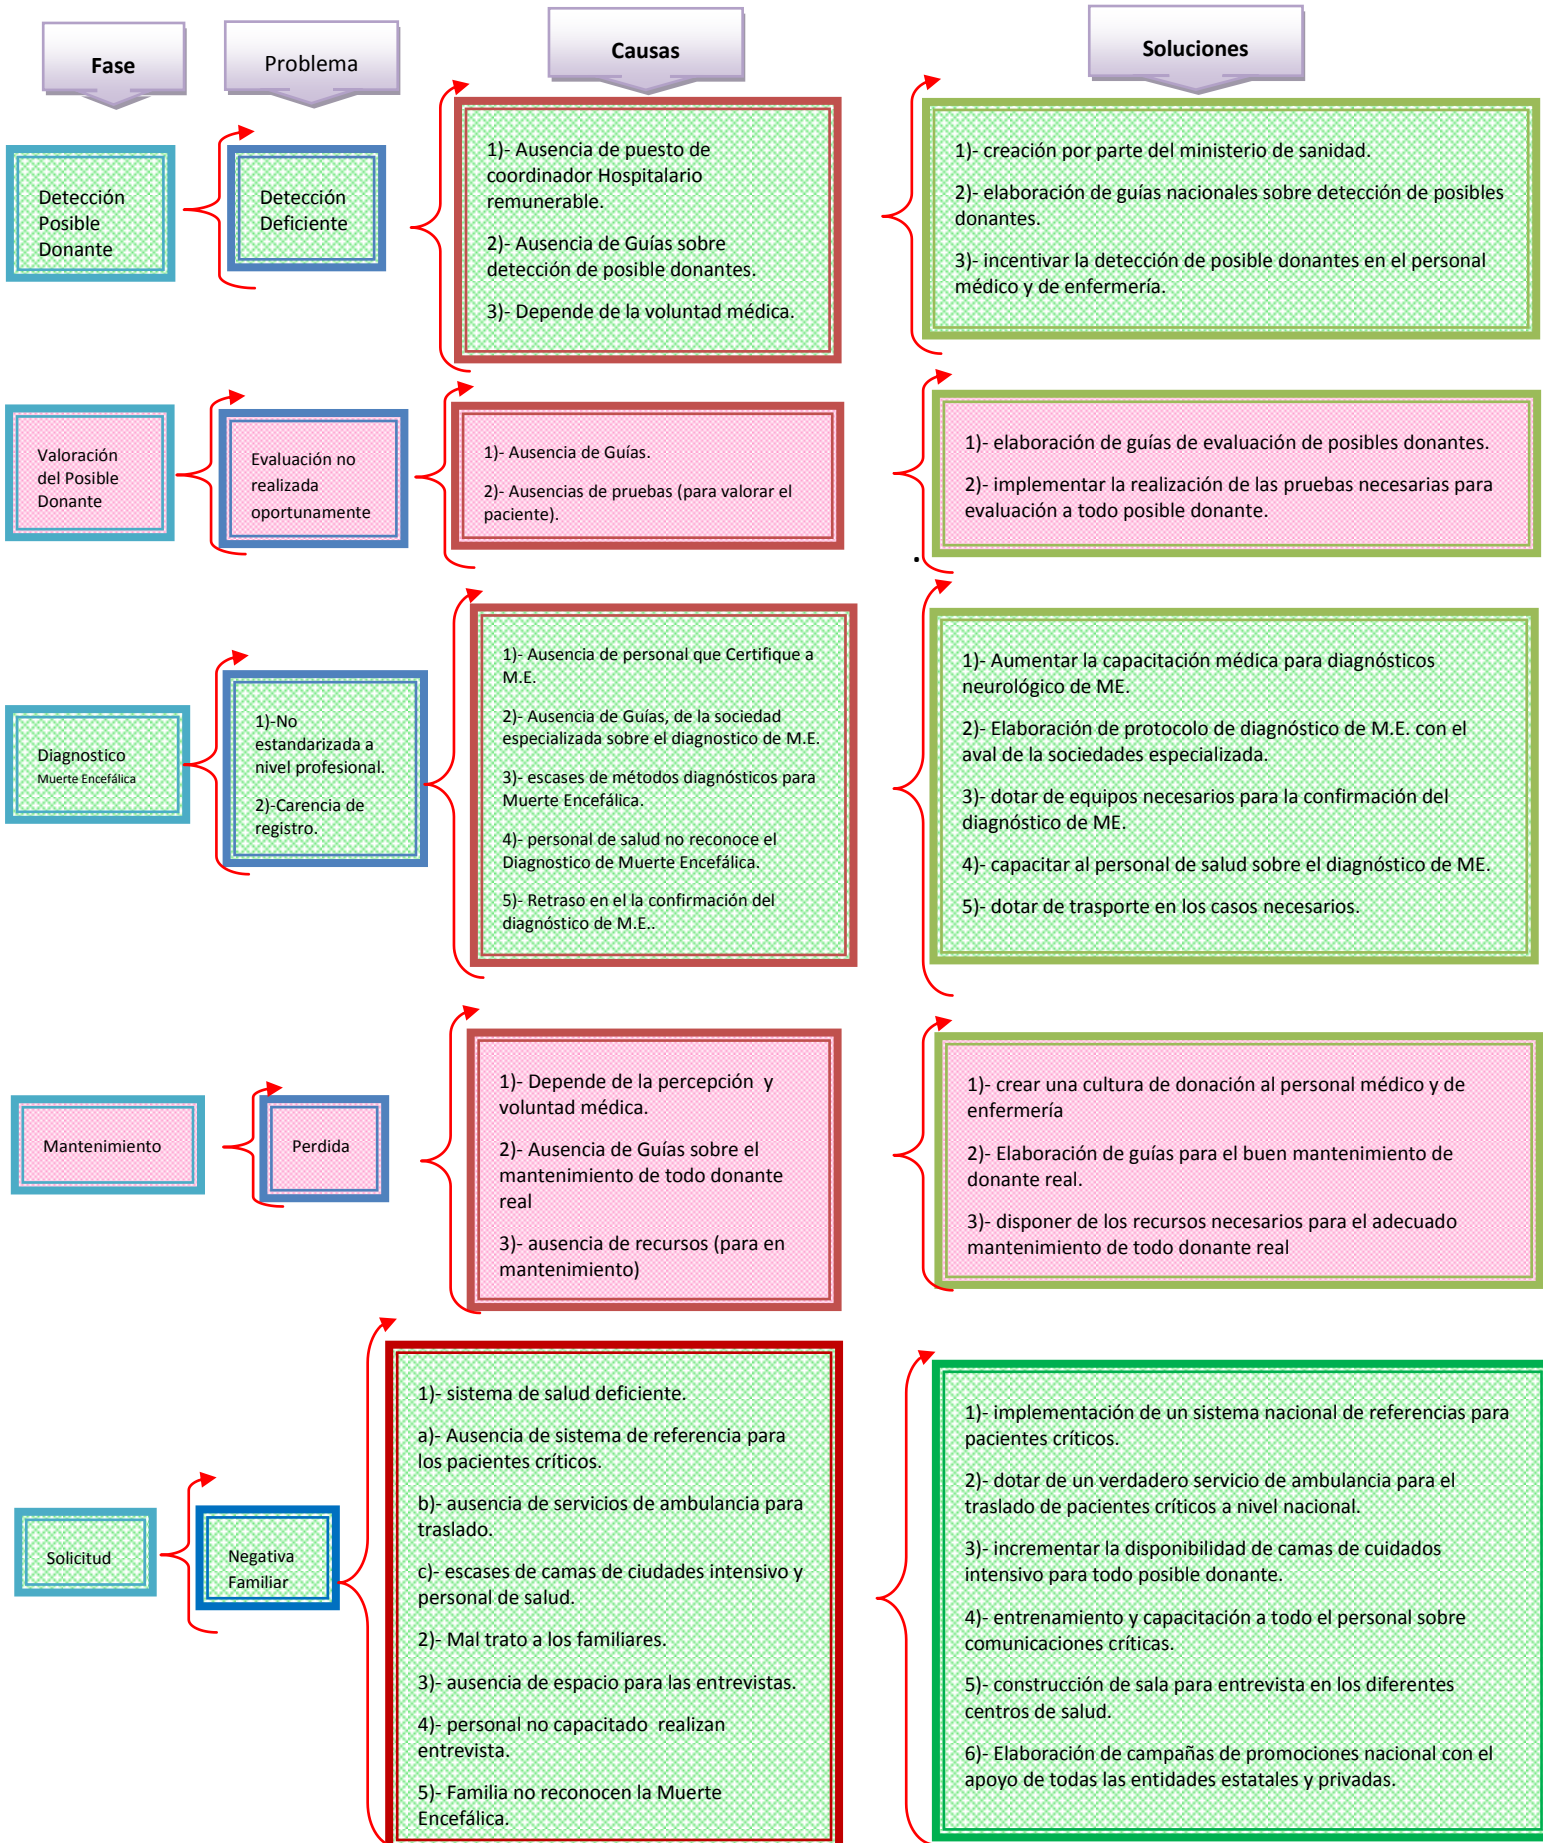 Fase
Problema
Causas
Soluciones
Detección
Posible
Donante
Detección
Deficiente
1)- Ausencia de puesto de
coordinador Hospitalario
remunerable.
2)- Ausencia de Guías sobre
detección de posible donantes.
3)- Depende de la voluntad médica.
1)- creación por parte del ministerio de sanidad.
2)- elaboración de guías nacionales sobre detección de posibles
donantes.
3)- incentivar la detección de posible donantes en el personal
médico y de enfermería.
Valoración
del Posible
Donante
Evaluación no
realizada
oportunamente
1)- Ausencia de Guías.
2)- Ausencias de pruebas (para valorar el
paciente).
1)- elaboración de guías de evaluación de posibles donantes.
2)- implementar la realización de las pruebas necesarias para
evaluación a todo posible donante.
.
Diagnostico
Muerte Encefálica
1)-No
estandarizada a
nivel profesional.
2)-Carencia de
registro.
1)- Ausencia de personal que Certifique a
M.E.
2)- Ausencia de Guías, de la sociedad
especializada sobre el diagnostico de M.E.
3)- escases de métodos diagnósticos para
Muerte Encefálica.
4)- personal de salud no reconoce el
Diagnostico de Muerte Encefálica.
5)- Retraso en el la confirmación del
diagnóstico de M.E..
1)- Aumentar la capacitación médica para diagnósticos
neurológico de ME.
2)- Elaboración de protocolo de diagnóstico de M.E. con el
aval de la sociedades especializada.
3)- dotar de equipos necesarios para la confirmación del
diagnóstico de ME.
4)- capacitar al personal de salud sobre el diagnóstico de ME.
5)- dotar de trasporte en los casos necesarios.
Mantenimiento
Perdida
1)- Depende de la percepción y
voluntad médica.
2)- Ausencia de Guías sobre el
mantenimiento de todo donante
real
3)- ausencia de recursos (para en
mantenimiento)
1)- crear una cultura de donación al personal médico y de
enfermería
2)- Elaboración de guías para el buen mantenimiento de
donante real.
3)- disponer de los recursos necesarios para el adecuado
mantenimiento de todo donante real
Solicitud
Negativa
Familiar
1)- sistema de salud deficiente.
a)- Ausencia de sistema de referencia para
los pacientes críticos.
b)- ausencia de servicios de ambulancia para
traslado.
c)- escases de camas de ciudades intensivo y
personal de salud.
2)- Mal trato a los familiares.
3)- ausencia de espacio para las entrevistas.
4)- personal no capacitado realizan
entrevista.
5)- Familia no reconocen la Muerte
Encefálica.
1)- implementación de un sistema nacional de referencias para
pacientes críticos.
2)- dotar de un verdadero servicio de ambulancia para el
traslado de pacientes críticos a nivel nacional.
3)- incrementar la disponibilidad de camas de cuidados
intensivo para todo posible donante.
4)- entrenamiento y capacitación a todo el personal sobre
comunicaciones críticas.
5)- construcción de sala para entrevista en los diferentes
centros de salud.
6)- Elaboración de campañas de promociones nacional con el
apoyo de todas las entidades estatales y privadas.